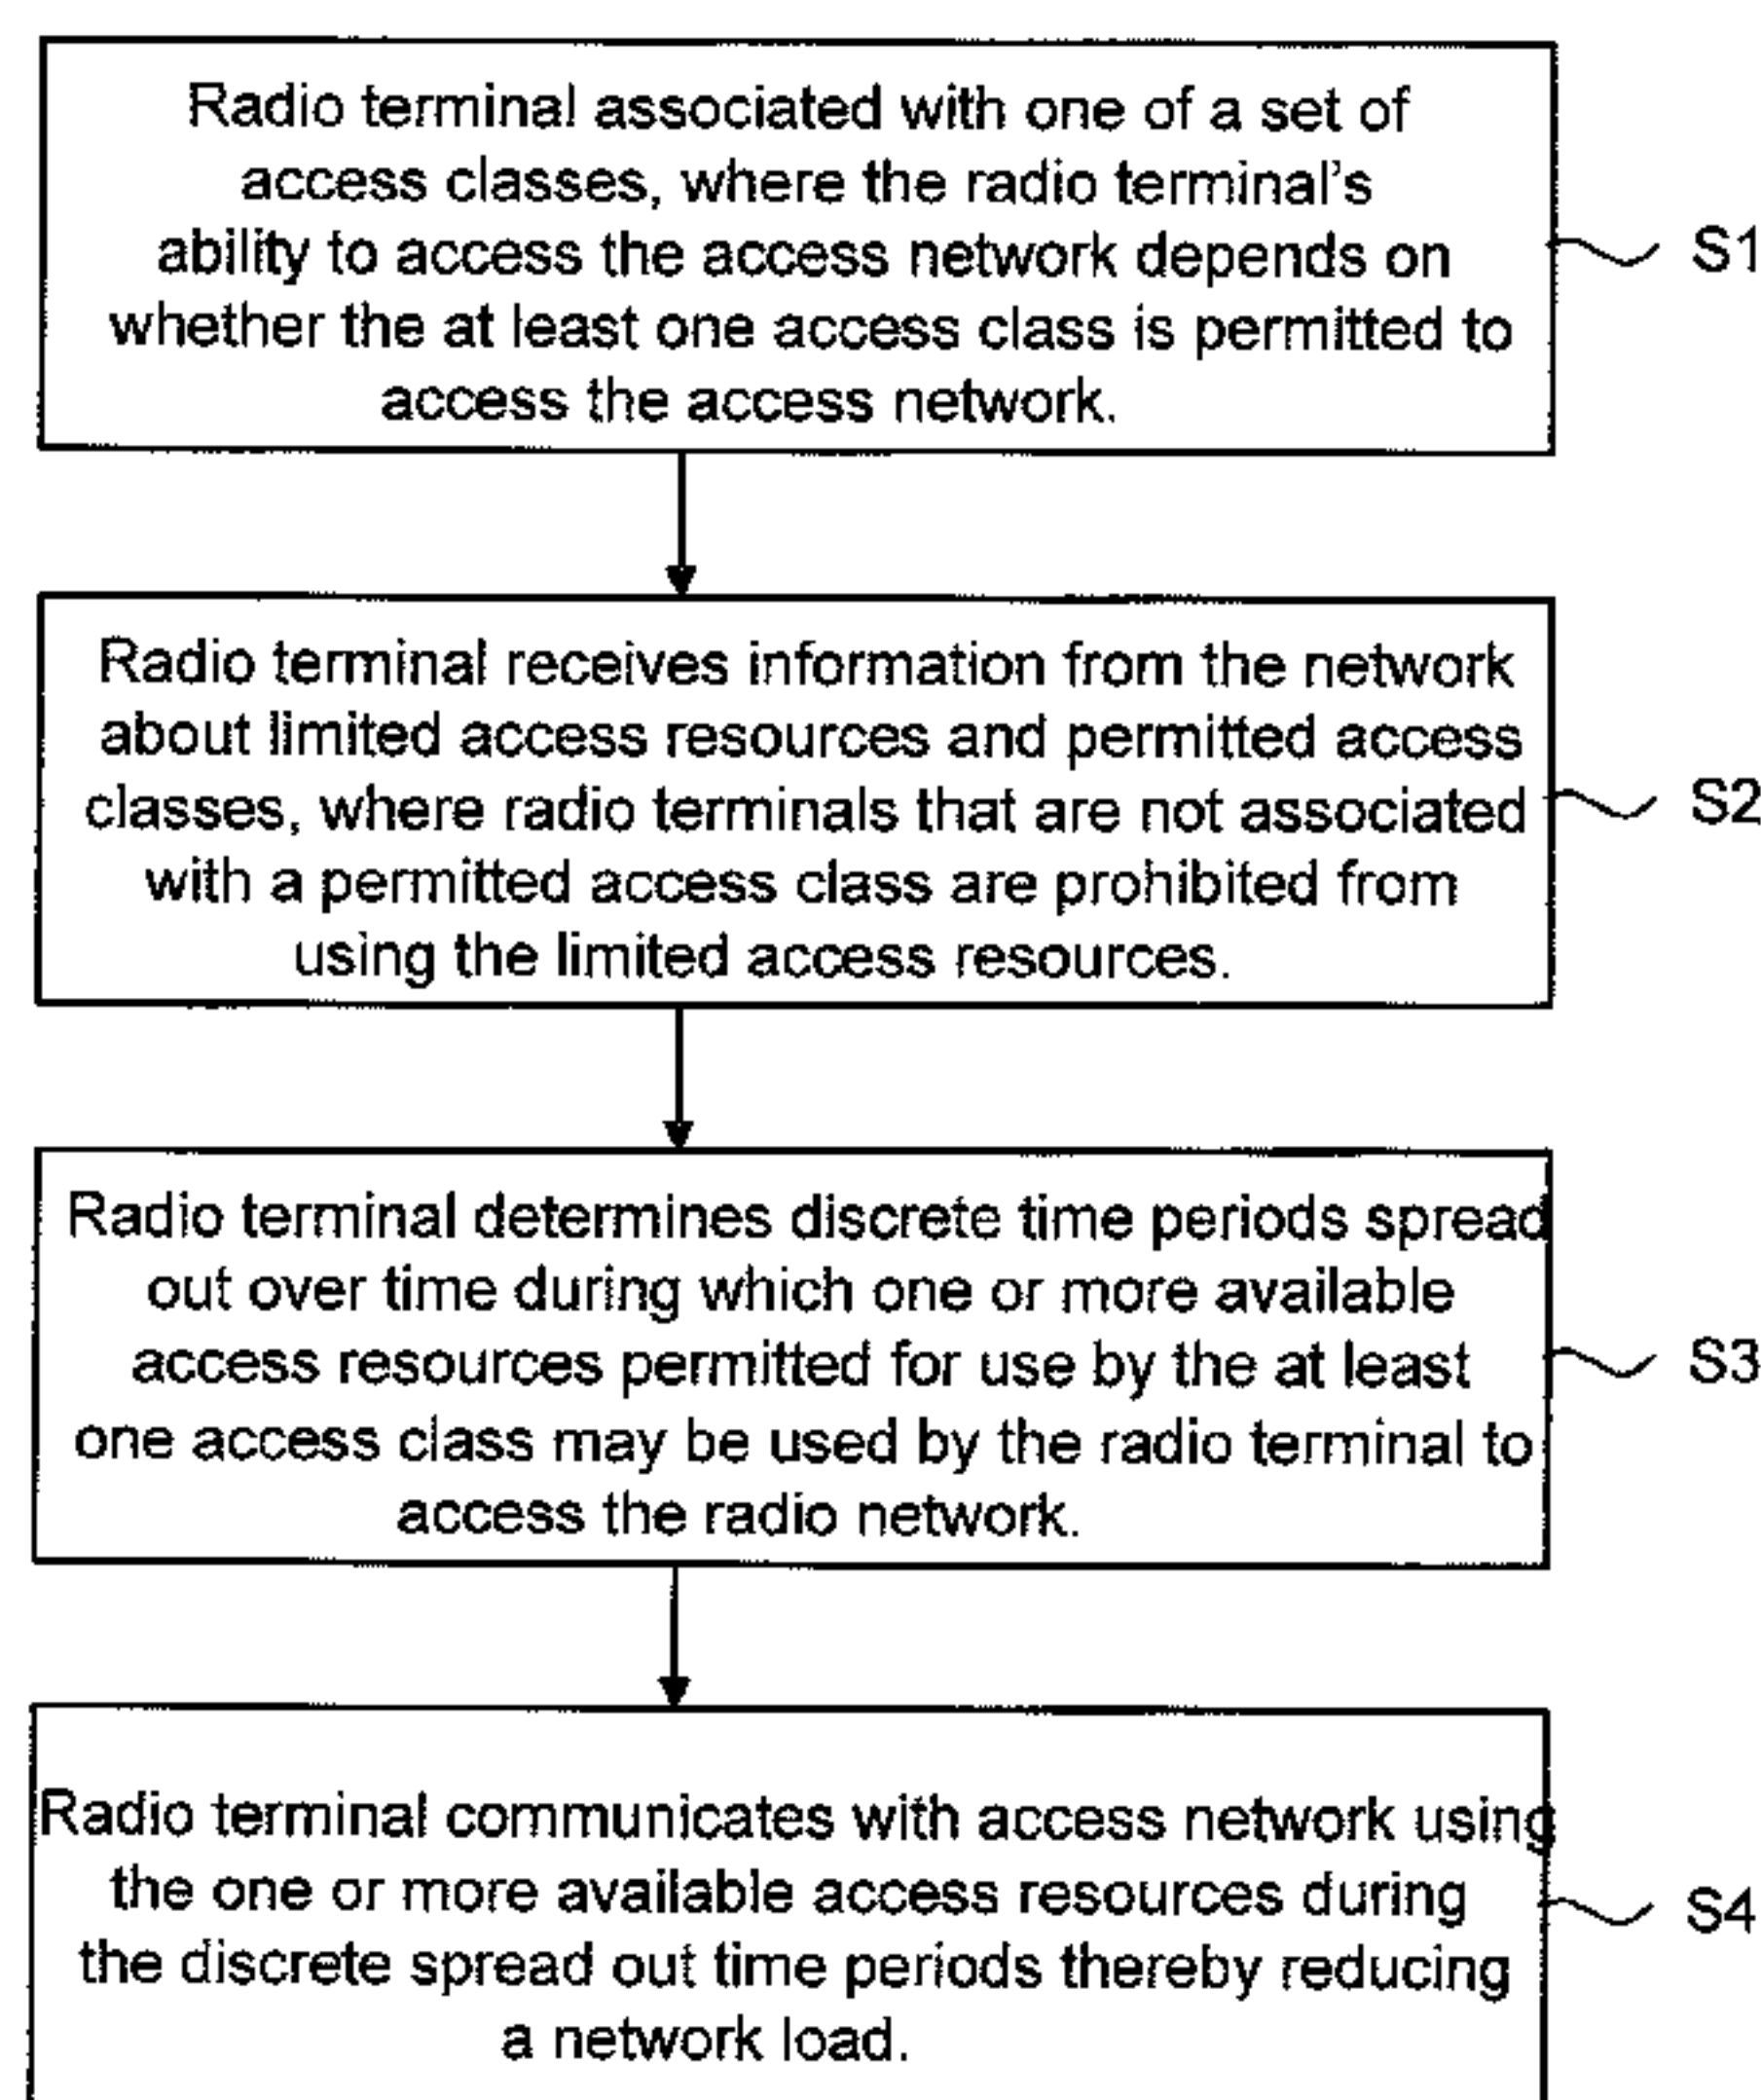 Radio terminal associated with one of a set of
access classes, where the radio terminal's
ability to access the access network depends on
whether the at least one access class is permitted to
access the access network.
S1
Radio terminal receives information from the network
about limited access resources and permitted access
classes, where radio terminals that are not associated
with a permitted access class are prohibited from
using the limited access resources.
S2
Radio terminal determines discrete time periods spread
out over time during which one or more available
access resources permitted for use by the at least
one access class may be used by the radio terminal to
access the radio network.
S3
Radio terminal communicates with access network using
the one or more available access resources during
the discrete spread out time periods thereby reducing
a network load.
S4